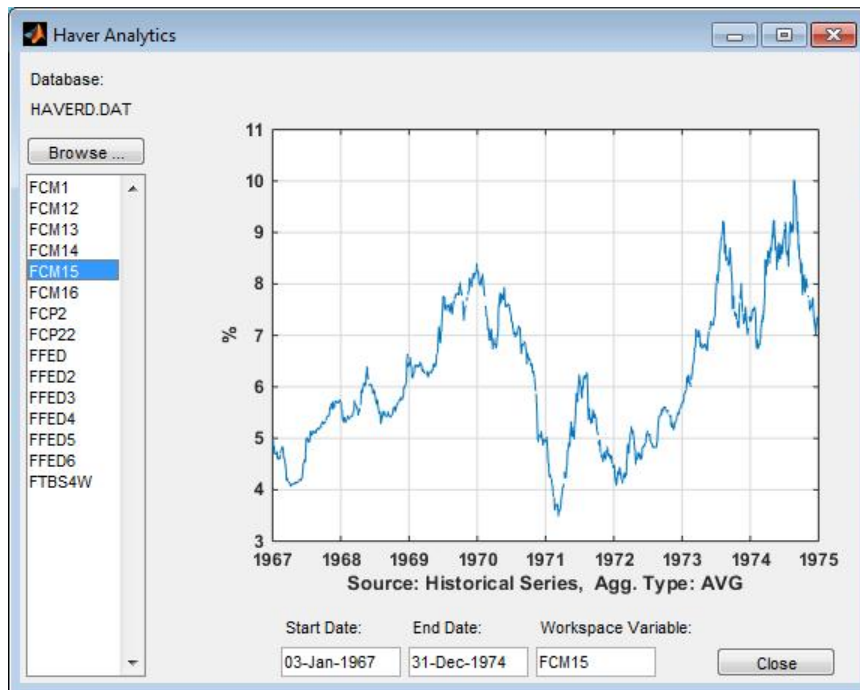 Haver Analytics
Database:
HAVERD.DAT
Browse ...
FCM1
FCM12
FCM13
FCM14
FCM15
FCM16
FCP2
FCP22
FFED
FFED2
FFED3
FFED4
FFED5
FFED6
FTBS4W
%
11
10
9
8
7
6
5
4
3
1967 1968 1969 1970 1971 1972 1973 1974 1975
Source: Historical Series, Agg. Type: AVG
Start Date: End Date: Workspace Variable:
03-Jan-1967 31-Dec-1974 FCM15 Close